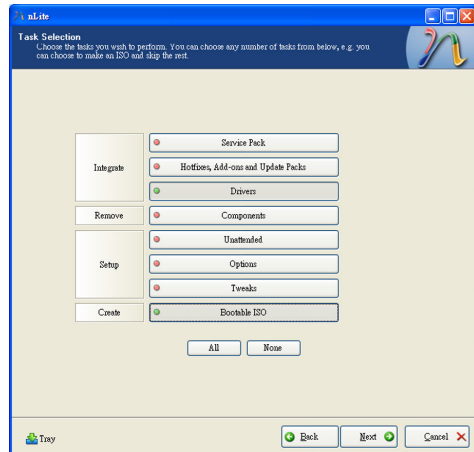 nLite
Task Selection
Choose the tasks you wish to perform. You can choose any number of tasks from below, e.g. you
can choose to make an ISO and skip the rest.
Integrate
Service Pack
Hotfixes, Add-ons and Update Packs
Drivers
Remove
Components
Setup
Unattended
Options
Tweaks
Create
Bootable ISO
All
None
Tray
Back
Next
Cancel